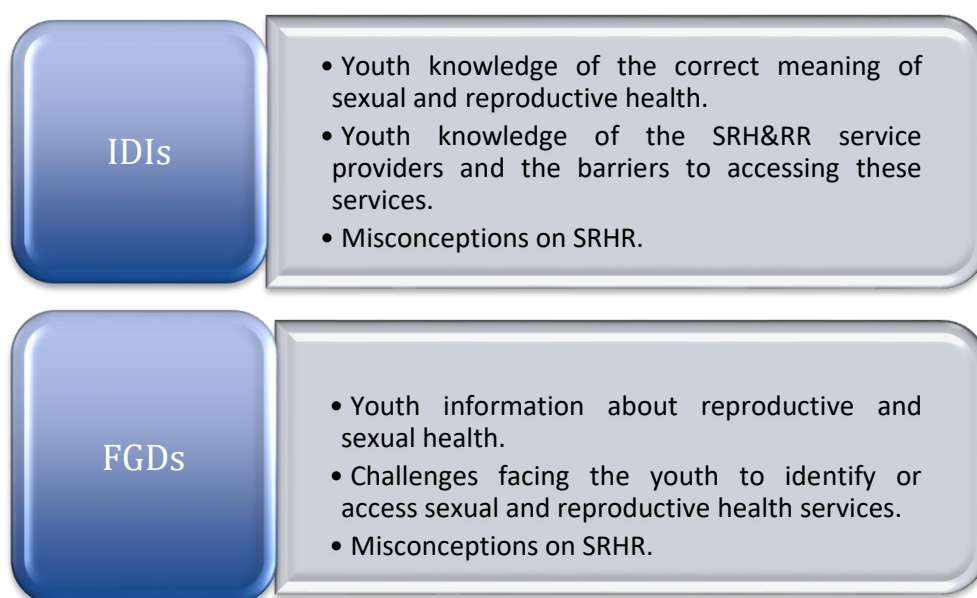 IDIs
• Youth knowledge of the correct meaning of
sexual and reproductive health.
• Youth knowledge of the SRH&RR service
providers and the barriers to accessing these
services.
• Misconceptions on SRHR.
FGDs
• Youth information about reproductive and
sexual health.
• Challenges facing the youth to identify or
access sexual and reproductive health services.
• Misconceptions on SRHR.